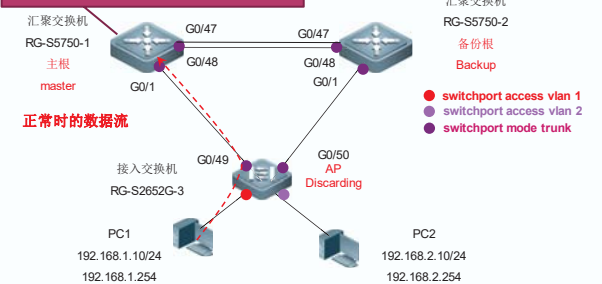 汇聚交换机
RG-S5750-1
主根
master
G0/47
G0/48
G0/1
G0/47
G0/48
G0/1
汇聚交换机
RG-S5750-2
备份根
Backup
switchport access vlan 1
switchport access vlan 2
switchport mode trunk
正常时的数据流
接入交换机
RG-S2652G-3
G0/49
G0/50
AP
Discarding
PC1
192.168.1.10/24
192.168.1.254
PC2
192.168.2.10/24
192.168.2.254